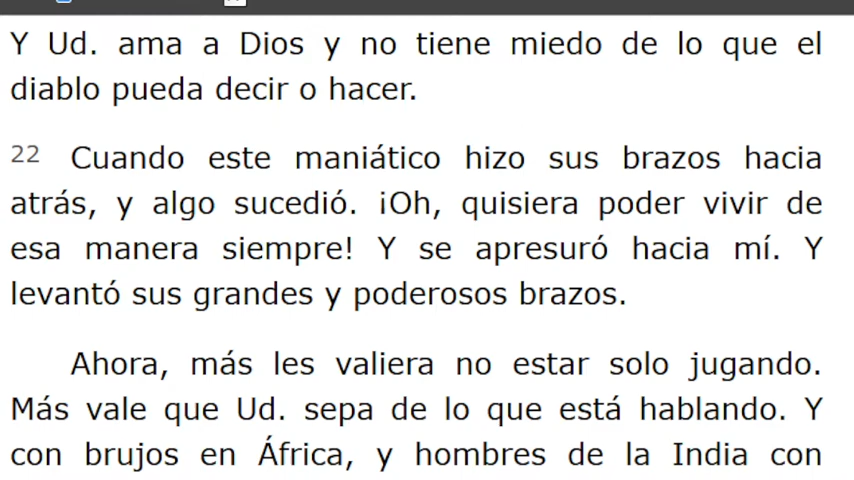 Y Ud. ama a Dios y no tiene miedo de lo que el
diablo pueda decir o hacer.
22 Cuando este maniático hizo sus brazos hacia
atrás, y algo sucedió. ¡Oh, quisiera poder vivir de
esa manera siempre! Y se apresuró hacia mí. Y
levantó sus grandes y poderosos brazos.
Ahora, más les valiera no estar solo jugando.
Más vale que Ud. sepa de lo que está hablando. Y
con brujos en África, y hombres de la India con